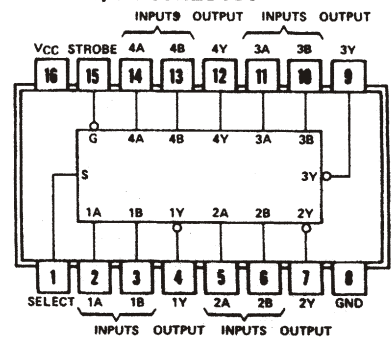 INPUTS OUTPUT INPUTS OUTPUT
VCC STROBE 4A 4B 4Y 3A 3B 3Y
16 15 14 13 12 11 10 9
G 4A 4B 4Y 3A 3B
S 3Y
1A 1B 1Y 2A 2B 2Y
1 2 3 4 5 6 7 8
SELECT 1A 1B 1Y 2A 2B 2Y GND
INPUTS OUTPUT INPUTS OUTPUT